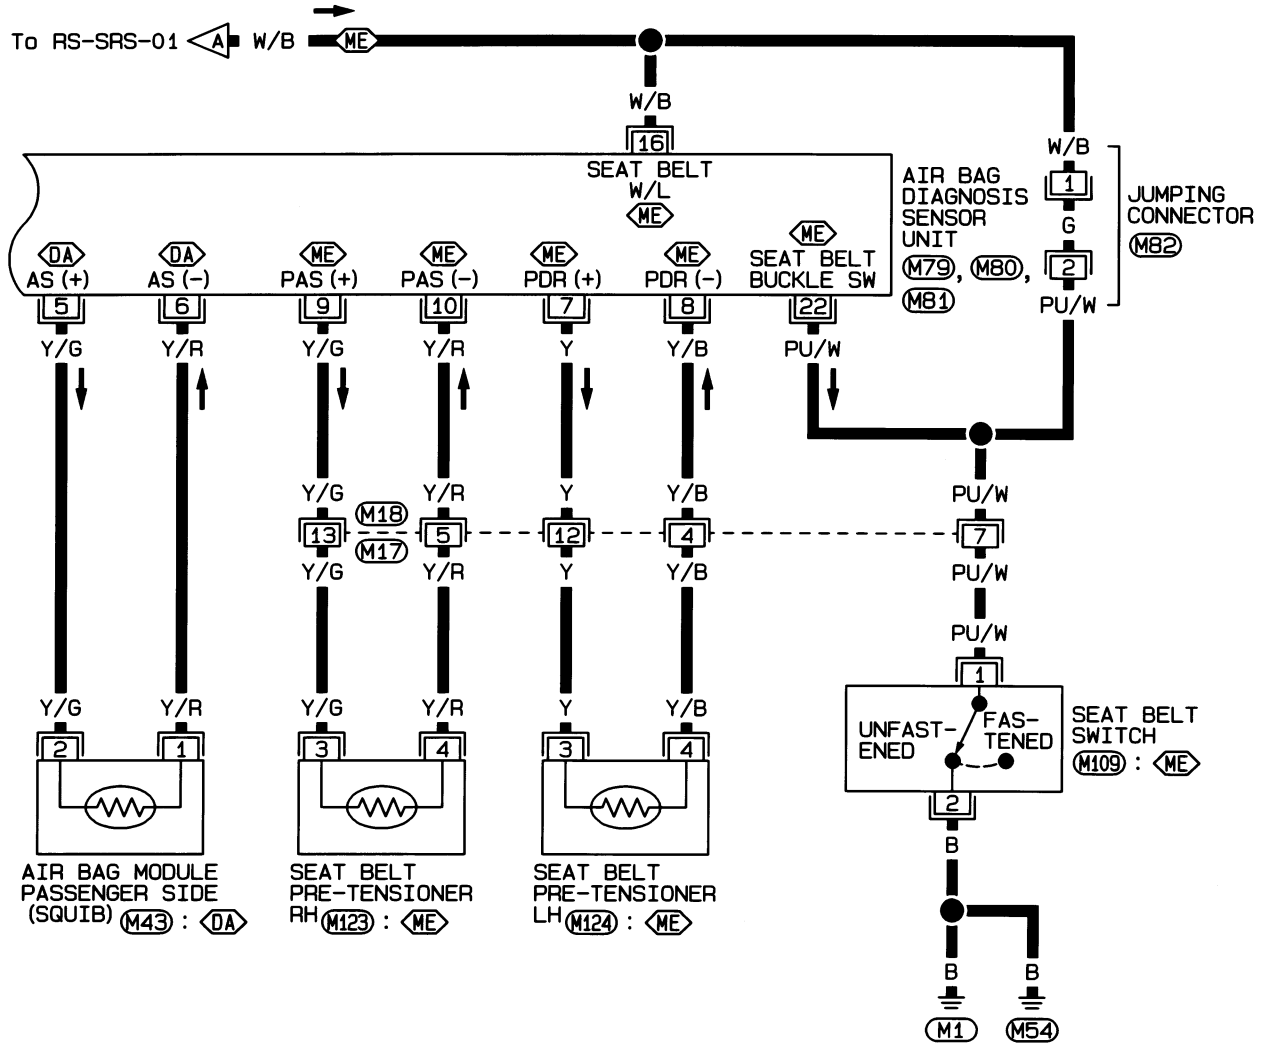 To RS-SRS-01 A W/B ME
W/B
16
SEAT BELT
W/L
ME
W/B
1
G
2
PU/W
JUMPING
CONNECTOR
M82
AIR BAG
DIAGNOSIS
SENSOR
UNIT
M79, M80,
M81
DA DA ME ME ME ME ME
AS (+) AS (-) PAS (+) PAS (-) PDR (+) PDR (-) SEAT BELT
BUCKLE SW
5 6 9 10 7 8 22
Y/G Y/R Y/G Y/R Y Y/B PU/W
Y/G Y/R Y Y/B PU/W
M18
13 5 12 4 7
M17
Y/G Y/R Y Y/B PU/W
PU/W
1
Y/G Y/R Y/G Y/R Y Y/B
2 1 3 4 3 4
UNFAST-
ENED
FAS-
TENED
SEAT BELT
SWITCH
M109 : ME
2
B
AIR BAG MODULE
PASSENGER SIDE
(SQUIB) M43 : DA
SEAT BELT
PRE-TENSIONER
RH M123 : ME
SEAT BELT
PRE-TENSIONER
LH M124 : ME
B B
M1 M54